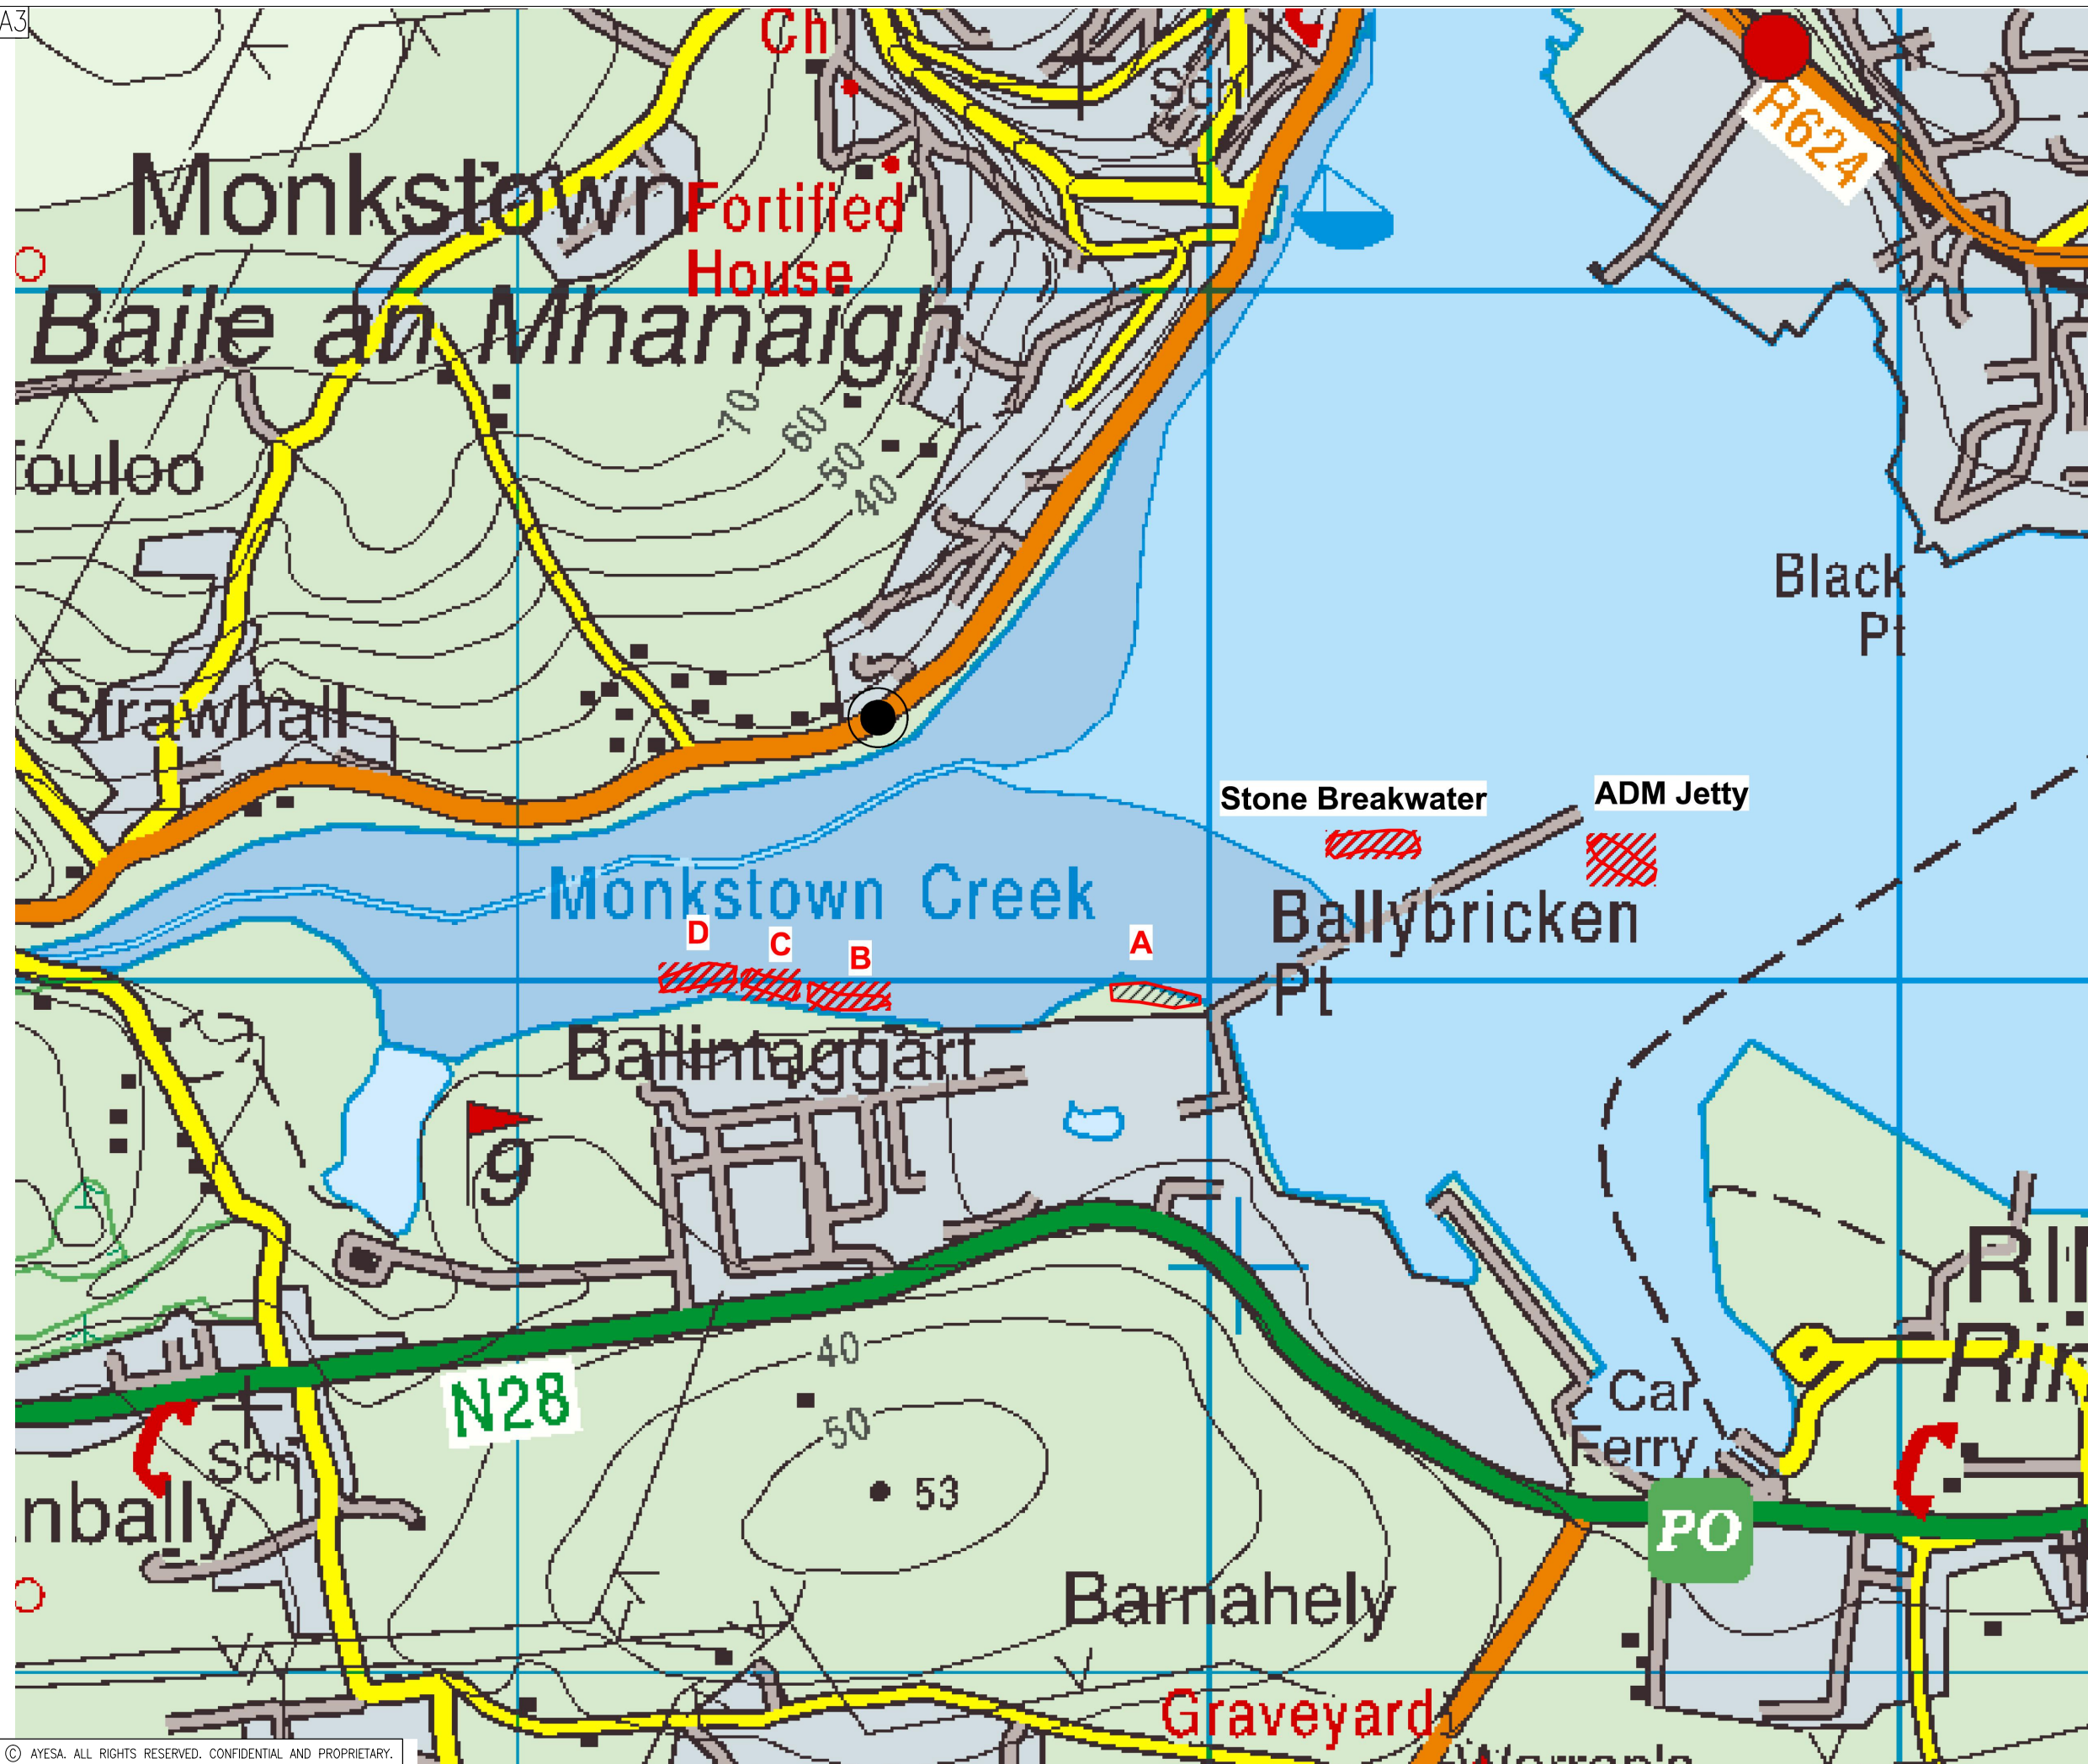 A3
Ch
Sch
R624
Monkstown
Fortified
House
Baile an Mhanaigh
70
60
50
40
Black
Pt
Strawhall
Stone Breakwater
ADM Jetty
Monkstown Creek
D
C
B
A
Ballybricken
Pt
Ballintaggart
9
40
N28
50
53
Car
Ferry
Sch
PO
Barnahely
Graveyard
© AYESA. ALL RIGHTS RESERVED. CONFIDENTIAL AND PROPRIETARY.